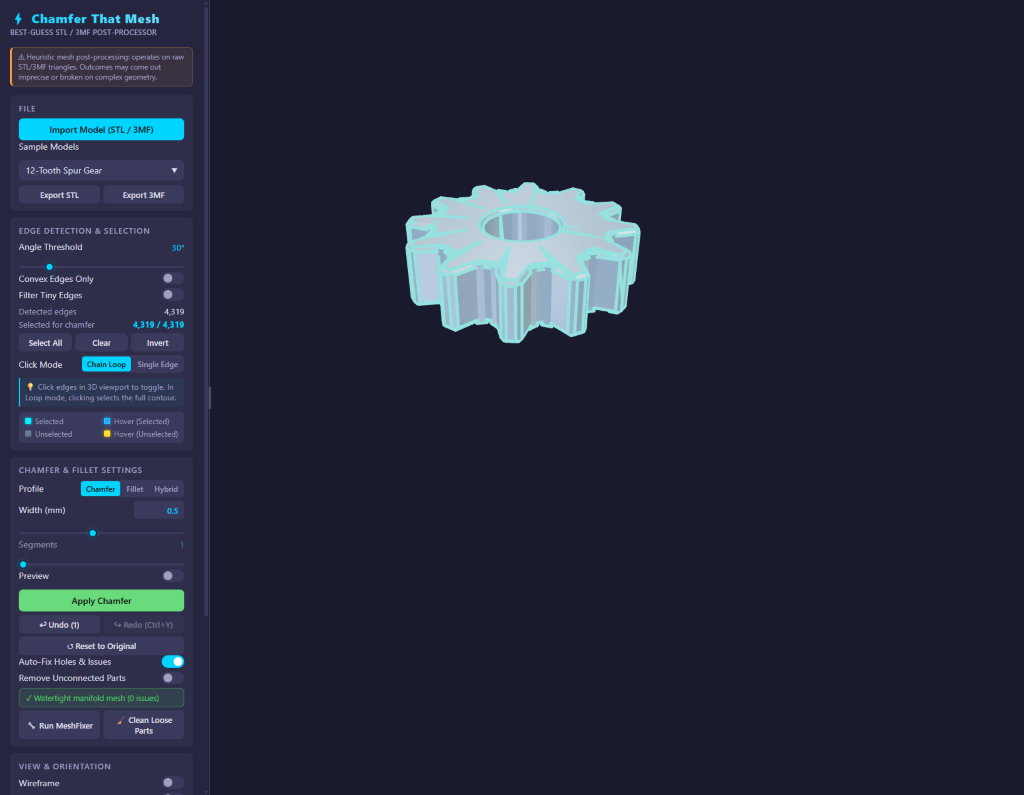 Chamfer That Mesh
BEST-GUESS STL / 3MF POST-PROCESSOR
⚠ Heuristic mesh post-processing: operates on raw
STL/3MF triangles. Outcomes may come out
imprecise or broken on complex geometry.
FILE
Import Model (STL / 3MF)
Sample Models
12-Tooth Spur Gear
Export STL Export 3MF
EDGE DETECTION & SELECTION
Angle Threshold 30°
Convex Edges Only
Filter Tiny Edges
Detected edges 4,319
Selected for chamfer 4,319 / 4,319
Select All Clear Invert
Click Mode Chain Loop Single Edge
💡 Click edges in 3D viewport to toggle. In
Loop mode, clicking selects the full contour.
Selected Hover (Selected)
Unselected Hover (Unselected)
CHAMFER & FILLET SETTINGS
Profile Chamfer Fillet Hybrid
Width (mm) 0.5
Segments 1
Preview
Apply Chamfer
↩ Undo (1) ↪ Redo (Ctrl+Y)
↺ Reset to Original
Auto-Fix Holes & Issues
Remove Unconnected Parts
✓ Watertight manifold mesh (0 issues)
🔧 Run MeshFixer 🧹 Clean Loose
Parts
VIEW & ORIENTATION
Wireframe